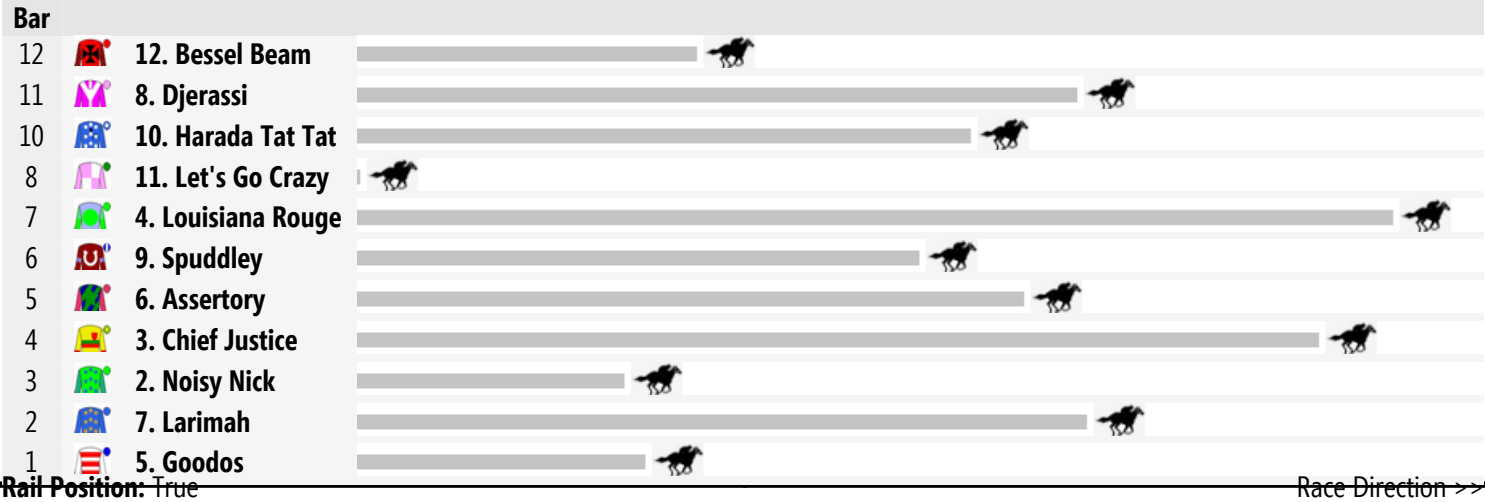 Bar
12 12. Bessel Beam
11 8. Djerassi
10 10. Harada Tat Tat
8 11. Let's Go Crazy
7 4. Louisiana Rouge
6 9. Spuddley
5 6. Assertory
4 3. Chief Justice
3 2. Noisy Nick
2 7. Larimah
1 5. Goodos
Rail Position: True Race Direction >>